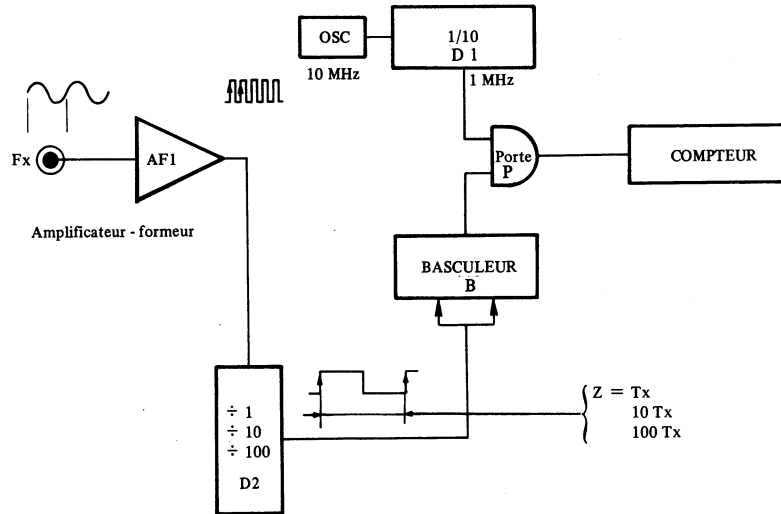 OSC
10 MHz
1/10
D 1
1 MHz
Fx
AF1
Amplificateur - formeur
Porte
P
COMPTEUR
BASCULEUR
B
÷ 1
÷ 10
÷ 100
D2
Z = Tx
10 Tx
100 Tx